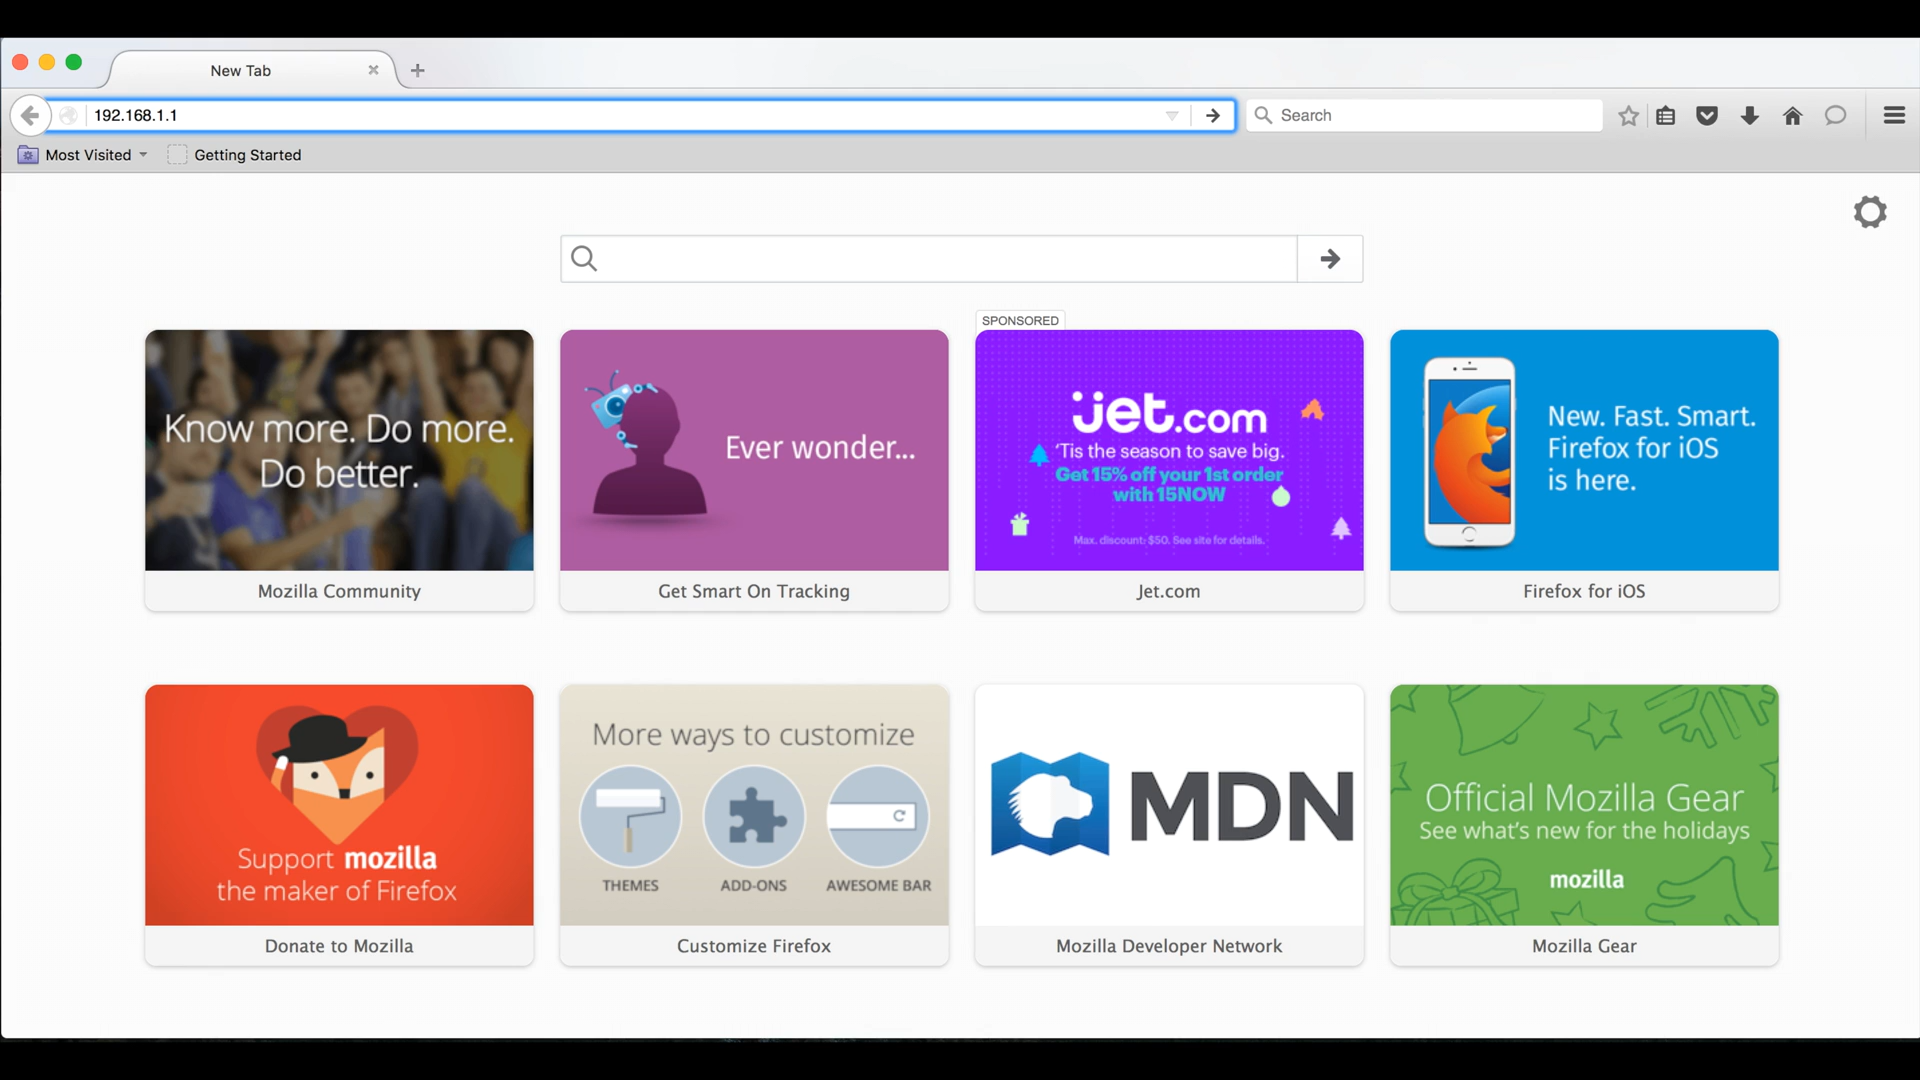 New Tab
192.168.1.1
Search
Most Visited
Getting Started
SPONSORED
Know more. Do more.
Do better.
Mozilla Community
Ever wonder...
Get Smart On Tracking
jet.com
'Tis the season to save big.
Get 15% off your 1st order
with 15NOW
Max. discount: $50. See site for details.
Jet.com
New. Fast. Smart.
Firefox for iOS
is here.
Firefox for iOS
Support mozilla
the maker of Firefox
Donate to Mozilla
More ways to customize
THEMES
ADD-ONS
AWESOME BAR
Customize Firefox
MDN
Mozilla Developer Network
Official Mozilla Gear
See what's new for the holidays
mozilla
Mozilla Gear